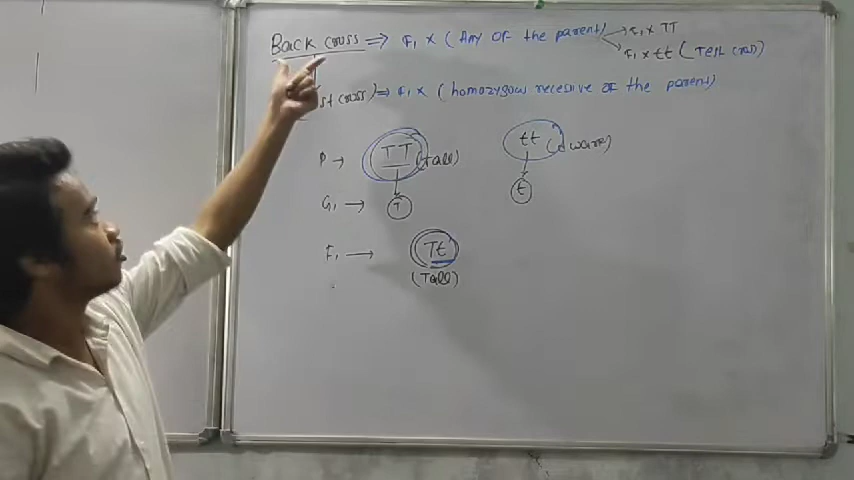 Back cross ⇒ F₁ × (Any of the parent) → F₁ × TT
→ F₁ × tt (Test cross)
st cross) ⇒ F₁ × (homozygous recesive of the parent)
P → TT (tall) tt (dwarf)
G₁ → T t
F₁ → Tt
(Tall)